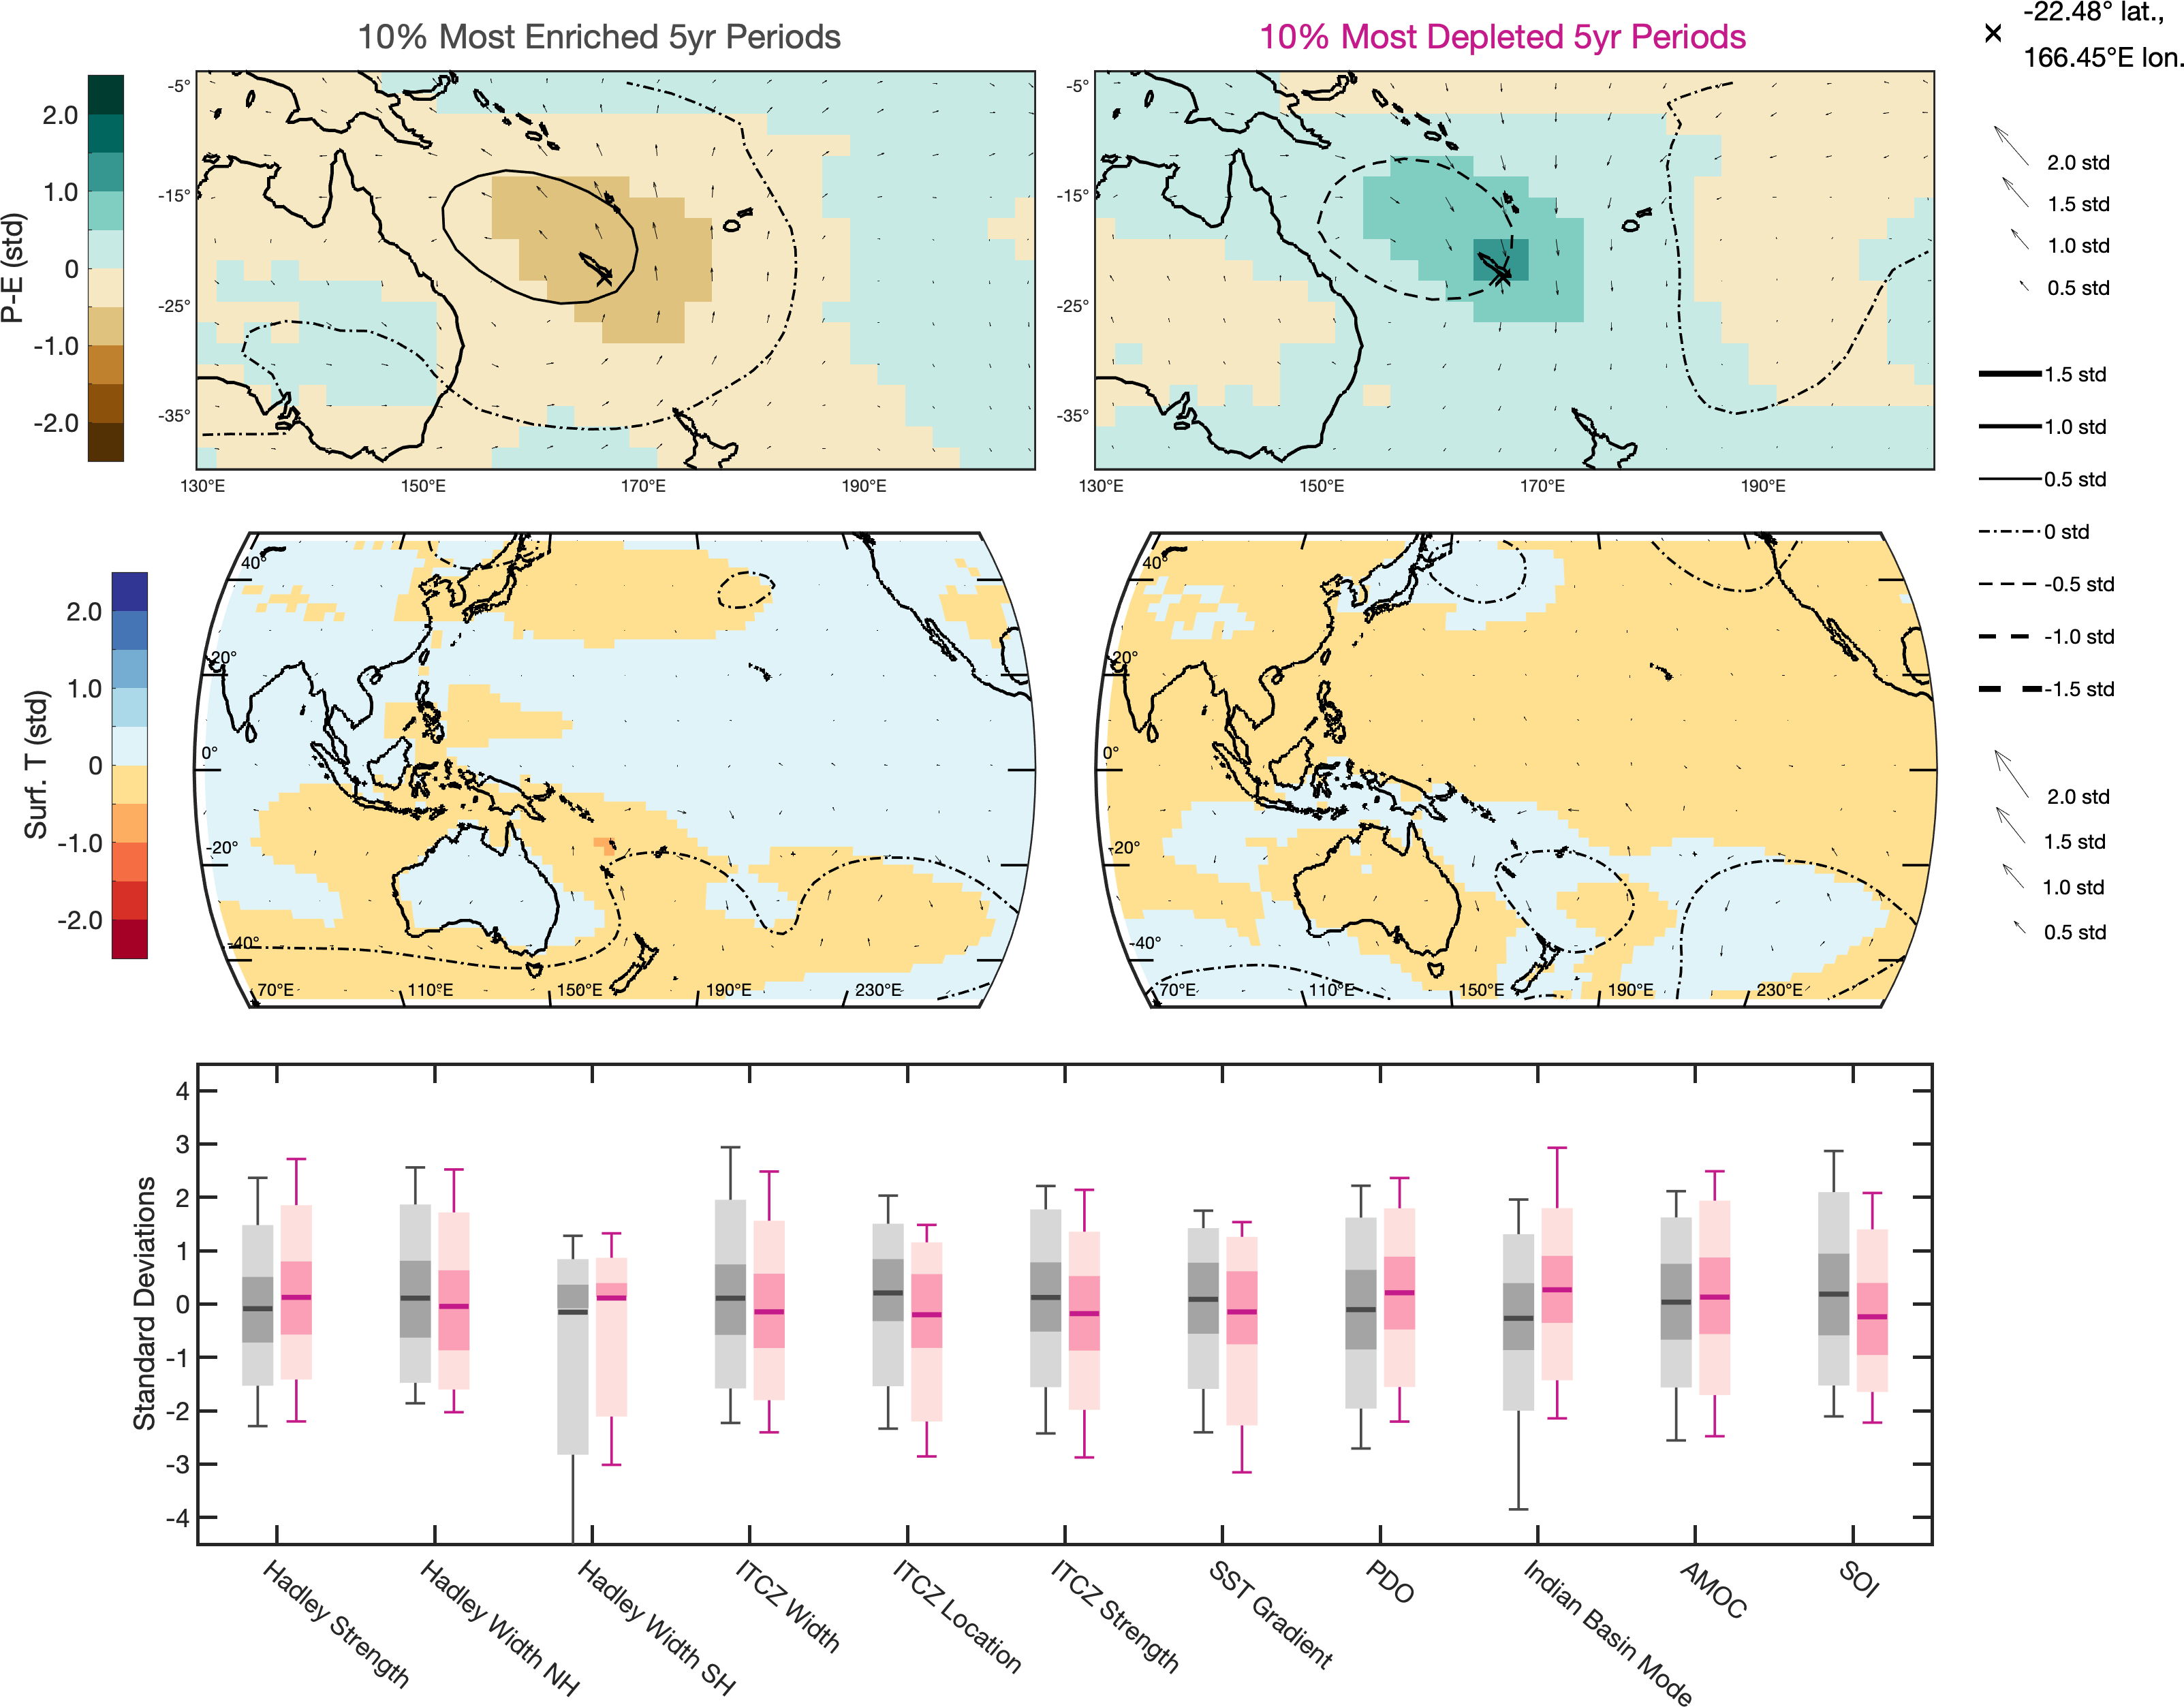 10% Most Enriched 5yr Periods
10% Most Depleted 5yr Periods
-22.48° lat.,
166.45°E lon.
P-E (std)
2.0
1.0
0
-1.0
-2.0
-5°
-15°
-25°
-35°
130°E
150°E
170°E
190°E
-5°
-15°
-25°
-35°
130°E
150°E
170°E
190°E
2.0 std
1.5 std
1.0 std
0.5 std
1.5 std
1.0 std
0.5 std
0 std
-0.5 std
-1.0 std
-1.5 std
Surf. T (std)
2.0
1.0
0
-1.0
-2.0
40°
20°
0°
-20°
-40°
70°E
110°E
150°E
190°E
230°E
40°
20°
0°
-20°
-40°
70°E
110°E
150°E
190°E
230°E
2.0 std
1.5 std
1.0 std
0.5 std
Standard Deviations
4
3
2
1
0
-1
-2
-3
-4
Hadley Strength
Hadley Width NH
Hadley Width SH
ITCZ Width
ITCZ Location
ITCZ Strength
SST Gradient
PDO
Indian Basin Mode
AMOC
SOI